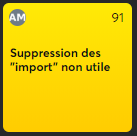 AM 91
Suppression des
"import" non utile